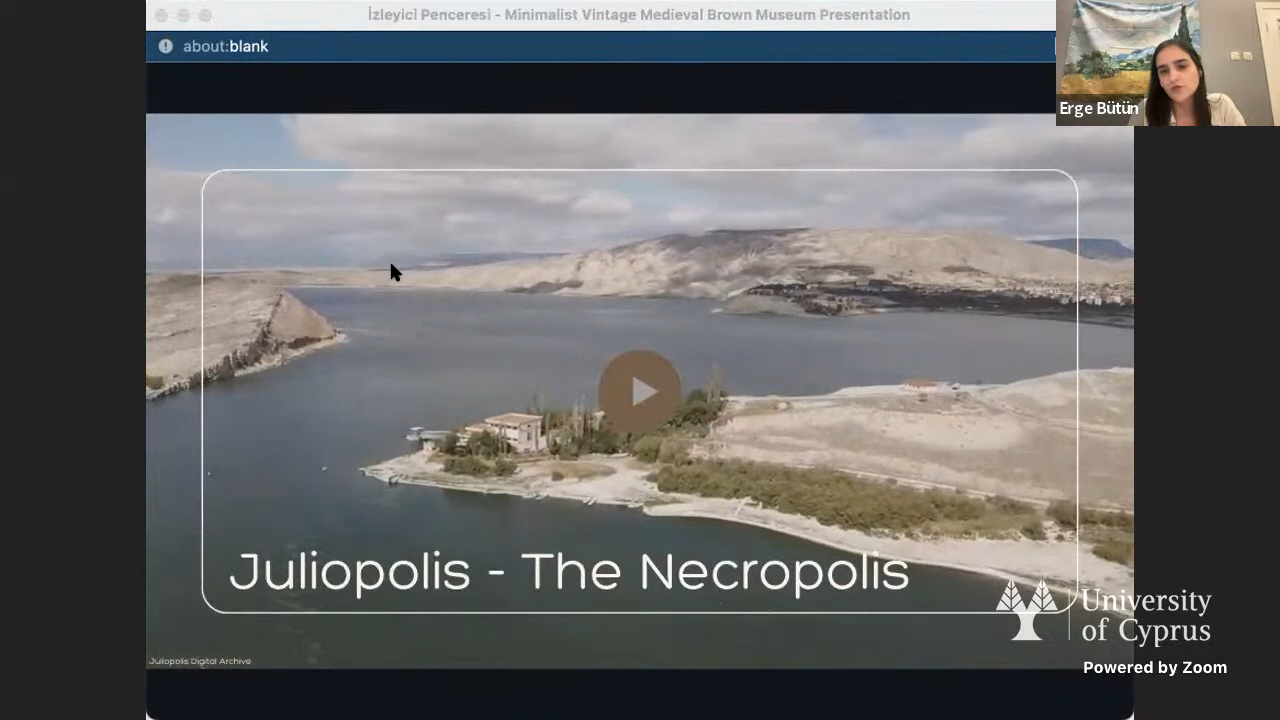 İzleyici Penceresi - Minimalist Vintage Medieval Brown Museum Presentation
about:blank
Erge Bütün
Juliopolis - The Necropolis
University
of Cyprus
Powered by Zoom
Juliopolis Digital Archive